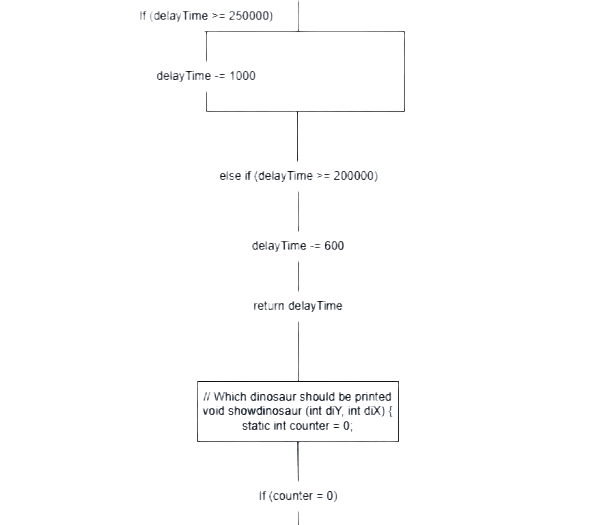 If (delayTime >= 250000)
delayTime -= 1000
else if (delayTime >= 200000)
delayTime -= 600
return delayTime
// Which dinosaur should be printed
void showdinosaur (int diY, int diX) {
static int counter = 0;
If (counter = 0)